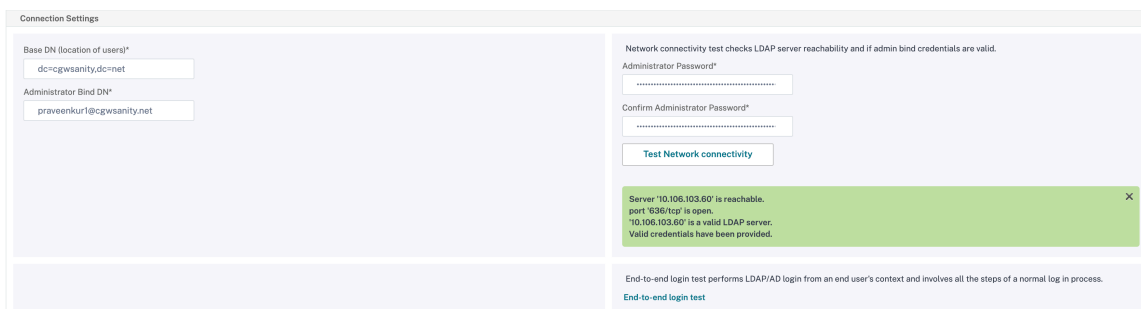 Connection Settings
Base DN (location of users)*
dc=cgwsanity,dc=net
Administrator Bind DN*
praveenkur1@cgwsanity.net
Network connectivity test checks LDAP server reachability and if admin bind credentials are valid.
Administrator Password*
Confirm Administrator Password*
Test Network connectivity
Server '10.106.103.60' is reachable.
port '636/tcp' is open.
'10.106.103.60' is a valid LDAP server.
Valid credentials have been provided.
End-to-end login test performs LDAP/AD login from an end user's context and involves all the steps of a normal log in process.
End-to-end login test